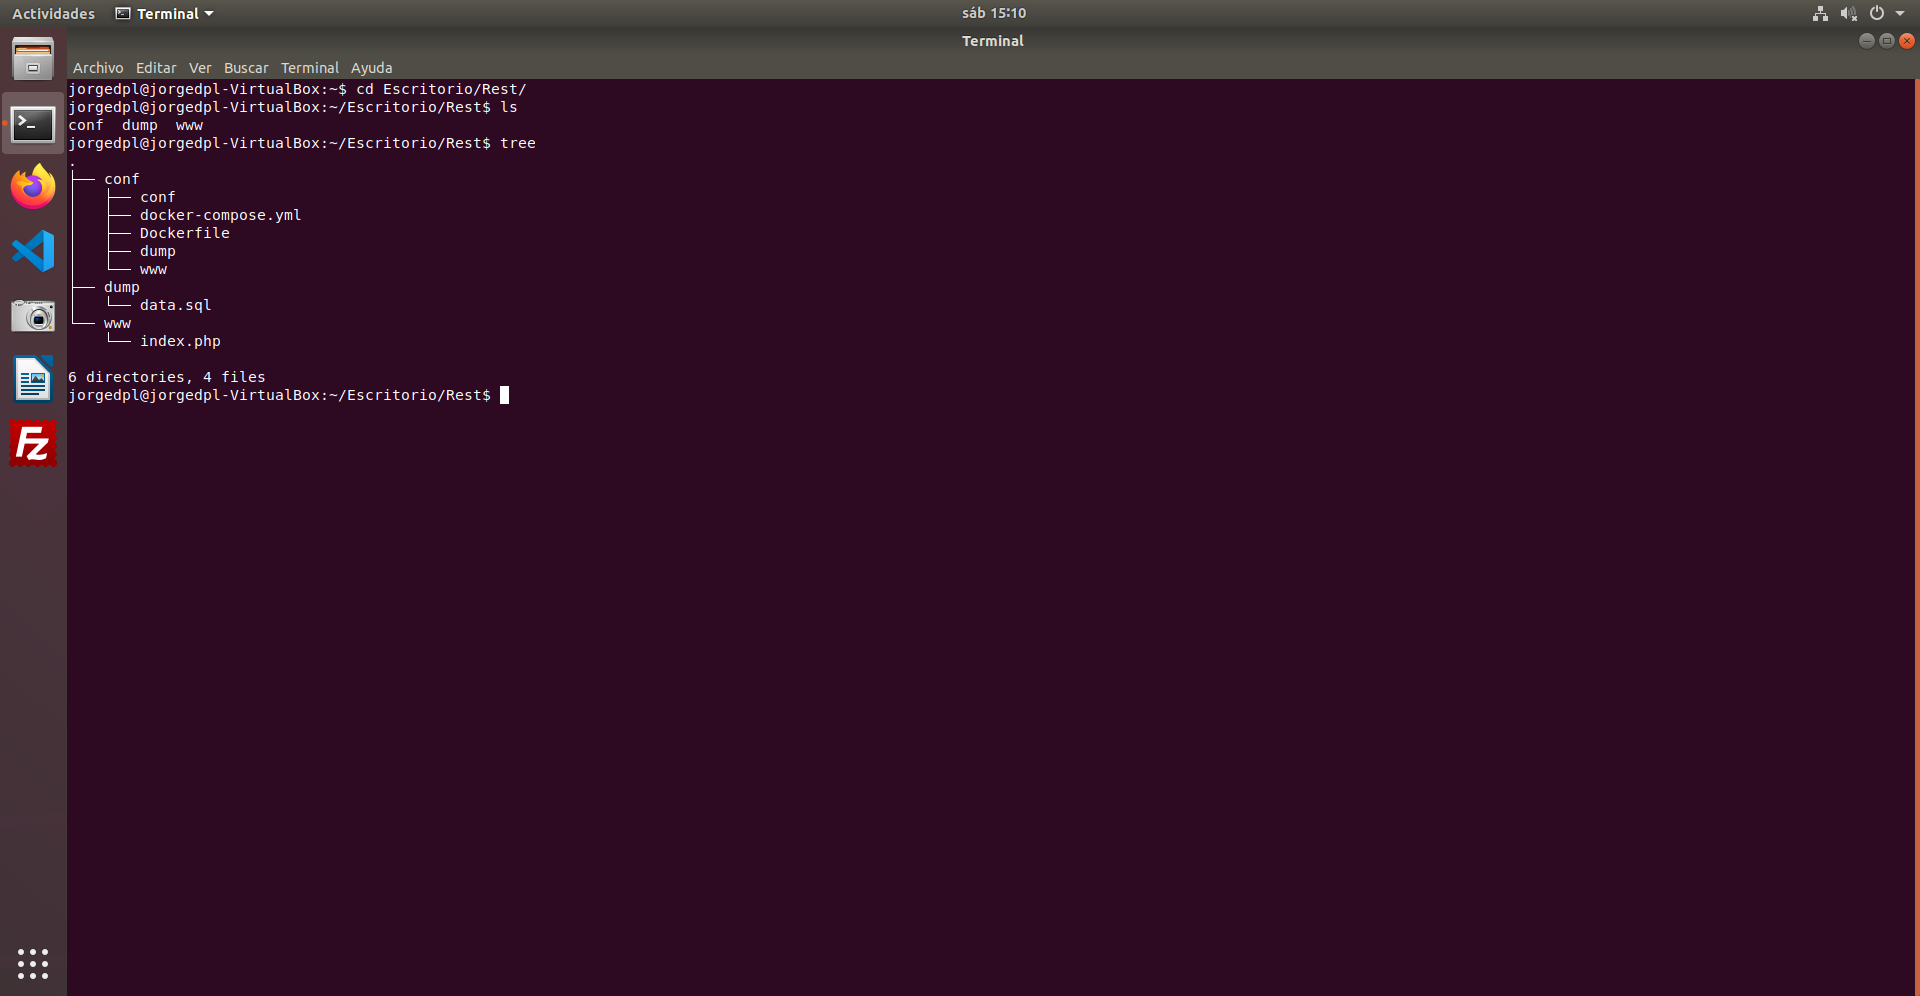 Actividades Terminal sáb 15:10
Terminal
Archivo Editar Ver Buscar Terminal Ayuda
jorgedpl@jorgedpl-VirtualBox:~$ cd Escritorio/Rest/
jorgedpl@jorgedpl-VirtualBox:~/Escritorio/Rest$ ls
conf  dump  www
jorgedpl@jorgedpl-VirtualBox:~/Escritorio/Rest$ tree
.
├── conf
│   ├── conf
│   ├── docker-compose.yml
│   ├── Dockerfile
│   ├── dump
│   └── www
├── dump
│   └── data.sql
└── www
    └── index.php
6 directories, 4 files
jorgedpl@jorgedpl-VirtualBox:~/Escritorio/Rest$
Fz